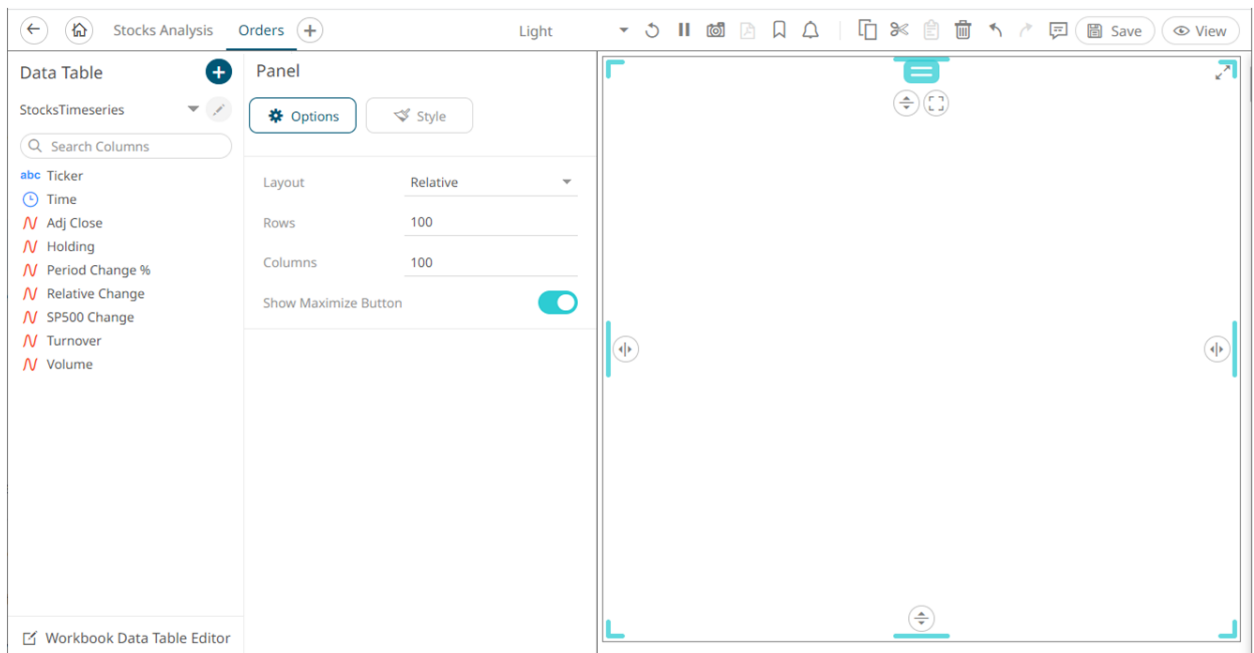 Stocks Analysis Orders Light Save View
Data Table
StocksTimeseries
Search Columns
abc Ticker
Time
Adj Close
Holding
Period Change %
Relative Change
SP500 Change
Turnover
Volume
Workbook Data Table Editor
Panel
Options Style
Layout Relative
Rows 100
Columns 100
Show Maximize Button